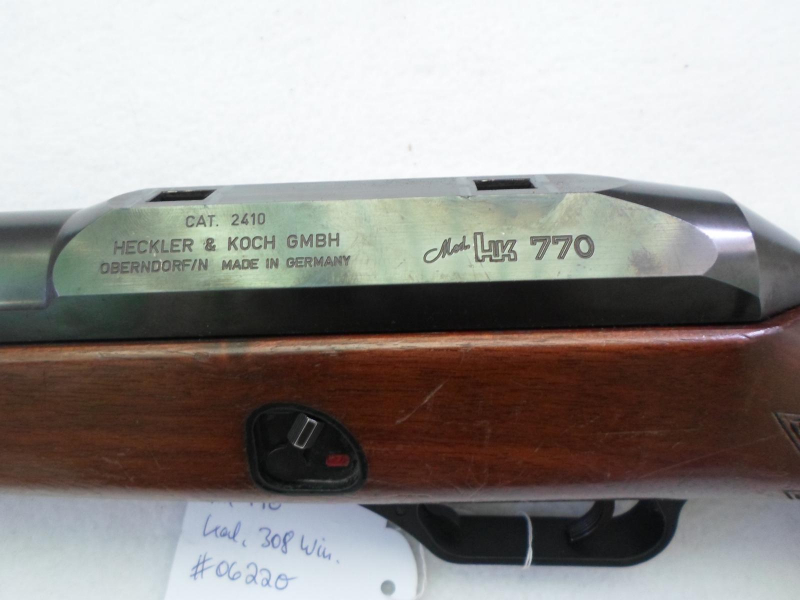 CAT. 2410
HECKLER & KOCH GMBH
OBERNDORF/N MADE IN GERMANY
Mod. HK 770
Kal. 308 Win.
#06220